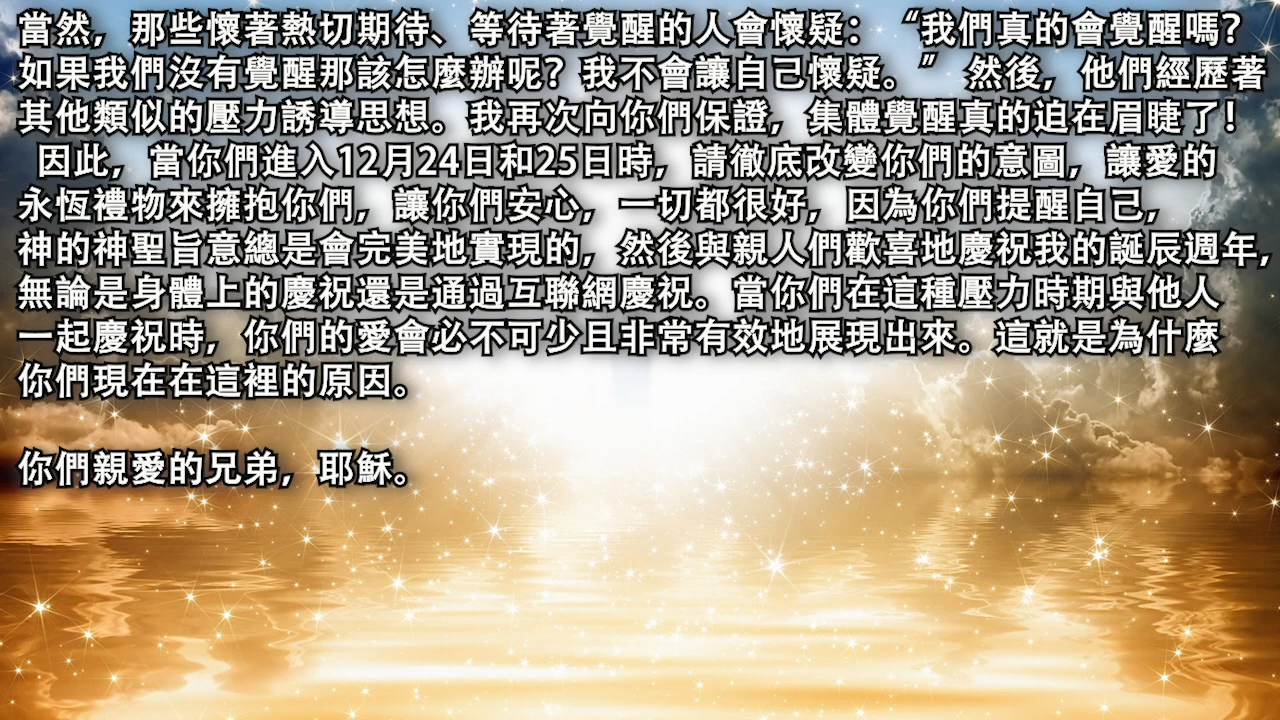 當然，那些懷著熱切期待、等待著覺醒的人會懷疑：“我們真的會覺醒嗎？
如果我們沒有覺醒那該怎麼辦呢？我不會讓自己懷疑。” 然後，他們經歷著
其他類似的壓力誘導思想。我再次向你們保證，集體覺醒真的迫在眉睫了！
因此，當你們進入12月24日和25日時，請徹底改變你們的意圖，讓愛的
永恆禮物來擁抱你們，讓你們安心，一切都很好，因為你們提醒自己，
神的神聖旨意總是會完美地實現的，然後與親人們歡喜地慶祝我的誕辰週年，
無論是身體上的慶祝還是通過互聯網慶祝。當你們在這種壓力時期與他人
一起慶祝時，你們的愛會必不可少且非常有效地展現出來。這就是為什麼
你們現在在這裡的原因。
你們親愛的兄弟，耶穌。